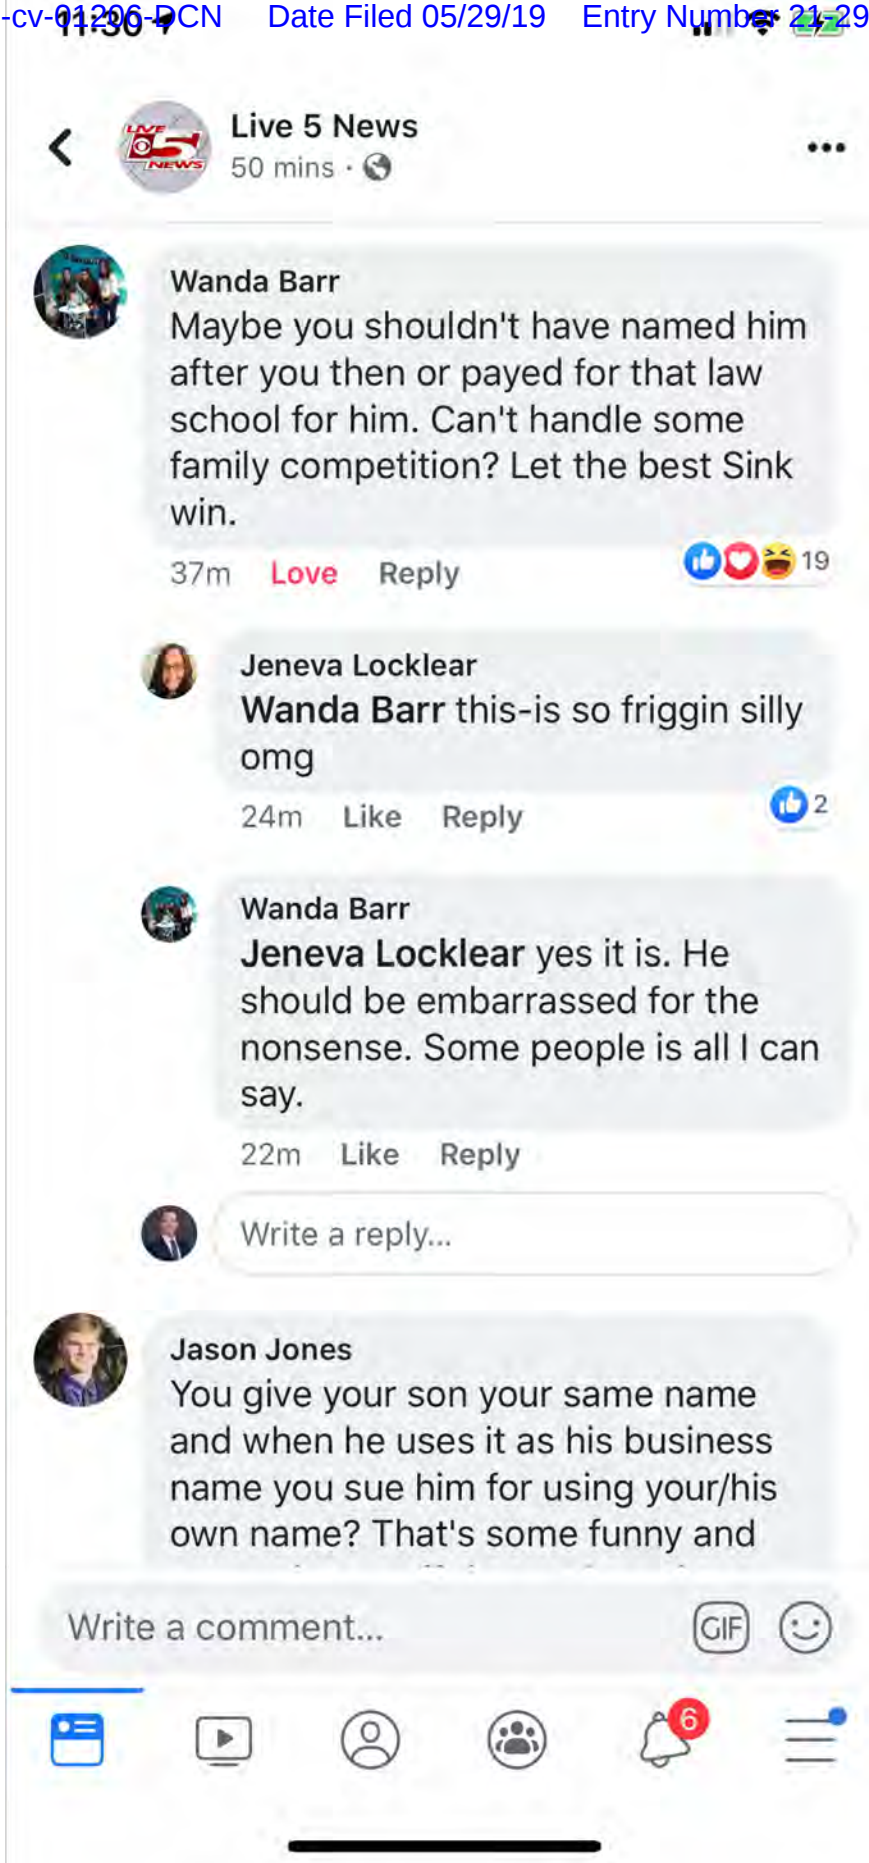 -cv-01206-DCN Date Filed 05/29/19 Entry Number 21-29
11:30
Live 5 News
LIVE
5
NEWS
50 mins ·
Wanda Barr
Maybe you shouldn't have named him
after you then or payed for that law
school for him. Can't handle some
family competition? Let the best Sink
win.
37m Love Reply 19
Jeneva Locklear
Wanda Barr this-is so friggin silly
omg
24m Like Reply 2
Wanda Barr
Jeneva Locklear yes it is. He
should be embarrassed for the
nonsense. Some people is all I can
say.
22m Like Reply
Write a reply...
Jason Jones
You give your son your same name
and when he uses it as his business
name you sue him for using your/his
own name? That's some funny and
Write a comment...
GIF
6